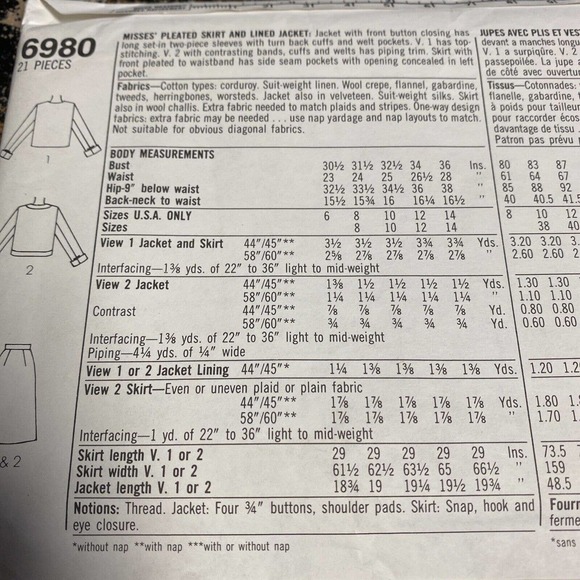 6980
21 PIECES
MISSES' PLEATED SKIRT AND LINED JACKET: Jacket with front button closing has
long set-in two-piece sleeves with turn back cuffs and welt pockets. V. 1 has top-
stitching. V. 2 with contrasting bands, cuffs and welts has piping trim. Skirt with
front pleated to waistband has side seam pockets with opening concealed in left
pocket.
Fabrics—Cotton types: corduroy. Suit-weight linen. Wool crepe, flannel, gabardine,
tweeds, herringbones, worsteds. Jacket also in velveteen. Suit-weight silks. Skirt
also in wool challis. Extra fabric needed to match plaids and stripes. One-way design
fabrics: extra fabric may be needed . . . use nap yardage and nap layouts to match.
Not suitable for obvious diagonal fabrics.
BODY MEASUREMENTS
Bust 30½ 31½ 32½ 34 36 Ins.
Waist 23 24 25 26½ 28 "
Hip-9" below waist 32½ 33½ 34½ 36 38 "
Back-neck to waist 15½ 15¾ 16 16¼ 16½ "
Sizes U.S.A. ONLY 6 8 10 12 14
Sizes 8 10 12 14
View 1 Jacket and Skirt 44"/45"** 3½ 3½ 3½ 3¾ 3¾ Yds.
58"/60"** 2⅝ 2⅞ 2⅞ 2⅞ 2⅞ "
Interfacing—1⅜ yds. of 22" to 36" light to mid-weight
View 2 Jacket 44"/45"** 1⅜ 1½ 1½ 1½ 1½ Yds.
58"/60"** 1¼ 1¼ 1¼ 1¼ 1¼ "
Contrast 44"/45"** ⅞ ⅞ ⅞ ⅞ ⅞ Yd.
58"/60"** ¾ ¾ ¾ ¾ ¾ Yd.
Interfacing—1⅜ yds. of 22" to 36" light to mid-weight
Piping—4¼ yds. of ¼" wide
View 1 or 2 Jacket Lining 44"/45"* 1¼ 1⅜ 1⅜ 1⅜ 1⅜ Yds.
View 2 Skirt—Even or uneven plaid or plain fabric
44"/45"** 1⅞ 1⅞ 1⅞ 1⅞ 1⅞ Yds.
58"/60"** 1⅞ 1⅞ 1⅞ 1⅞ 1⅞ "
Interfacing—1 yd. of 22" to 36" light to mid-weight
Skirt length V. 1 or 2 29 29 29 29 29 Ins.
Skirt width V. 1 or 2 61½ 62½ 63½ 65 66½ "
Jacket length V. 1 or 2 18¾ 19 19¼ 19½ 19¾ "
Notions: Thread. Jacket: Four ¾" buttons, shoulder pads. Skirt: Snap, hook and
eye closure.
*without nap **with nap ***with or without nap
1
2
& 2
JUPES AVEC PLIS ET VES
devant a manches longu
V. 1 a surpiqûre. V. 2
passepoilée. La jupe a
de côté avec ouvertu
Tissus—Cotonnades:
flanelle, gabardine, t
à poids pour tailleur
pour raccorder écos
davantage de tissu
Patron pas prévu
80 83 87
61 64 67
85 88 92
40 40.5 41.5
8 10 12
38 40
3.20 3.20 3.
2.60 2.60 2.
1.30 1.30
1.10 1.10
0.80 0.80
0.60 0.60
1.20 1.2
1.80 1.
1.70 1.
73.5 7
159
48.5
Fourn
ferme
*sans